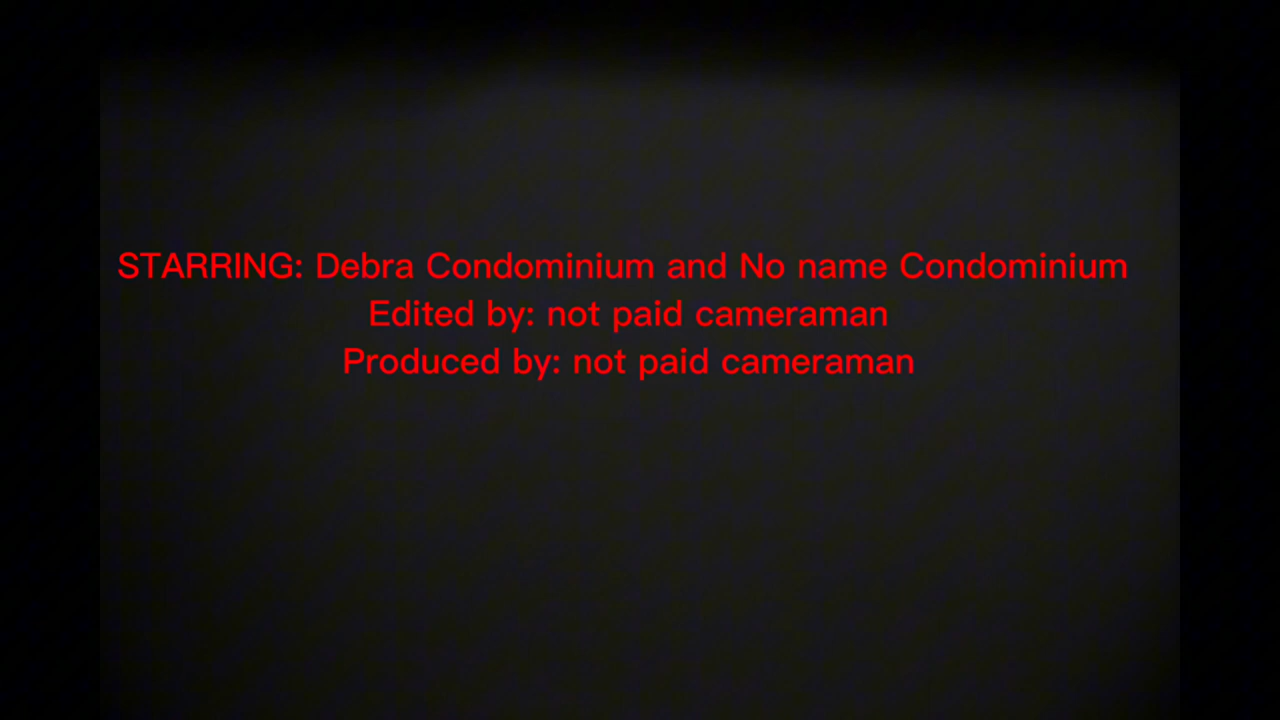 STARRING: Debra Condominium and No name Condominium
Edited by: not paid cameraman
Produced by: not paid cameraman